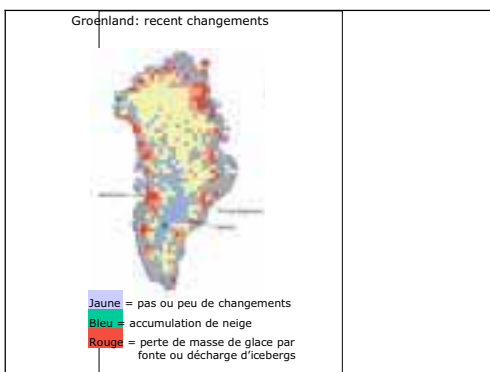 Groenland: recent changements
Jaune = pas ou peu de changements
Bleu = accumulation de neige
Rouge = perte de masse de glace par
fonte ou décharge d'icebergs